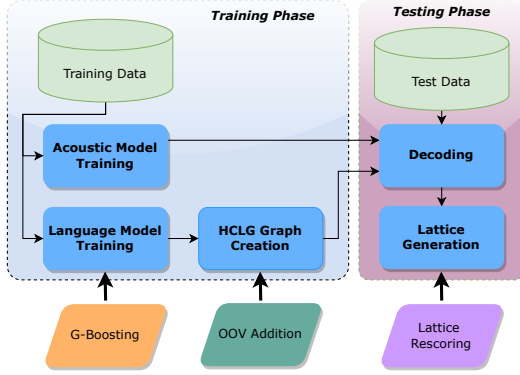 Training Phase
Testing Phase
Training Data
Test Data
Acoustic Model
Training
Decoding
Language Model
Training
HCLG Graph
Creation
Lattice
Generation
G-Boosting
OOV Addition
Lattice
Rescoring